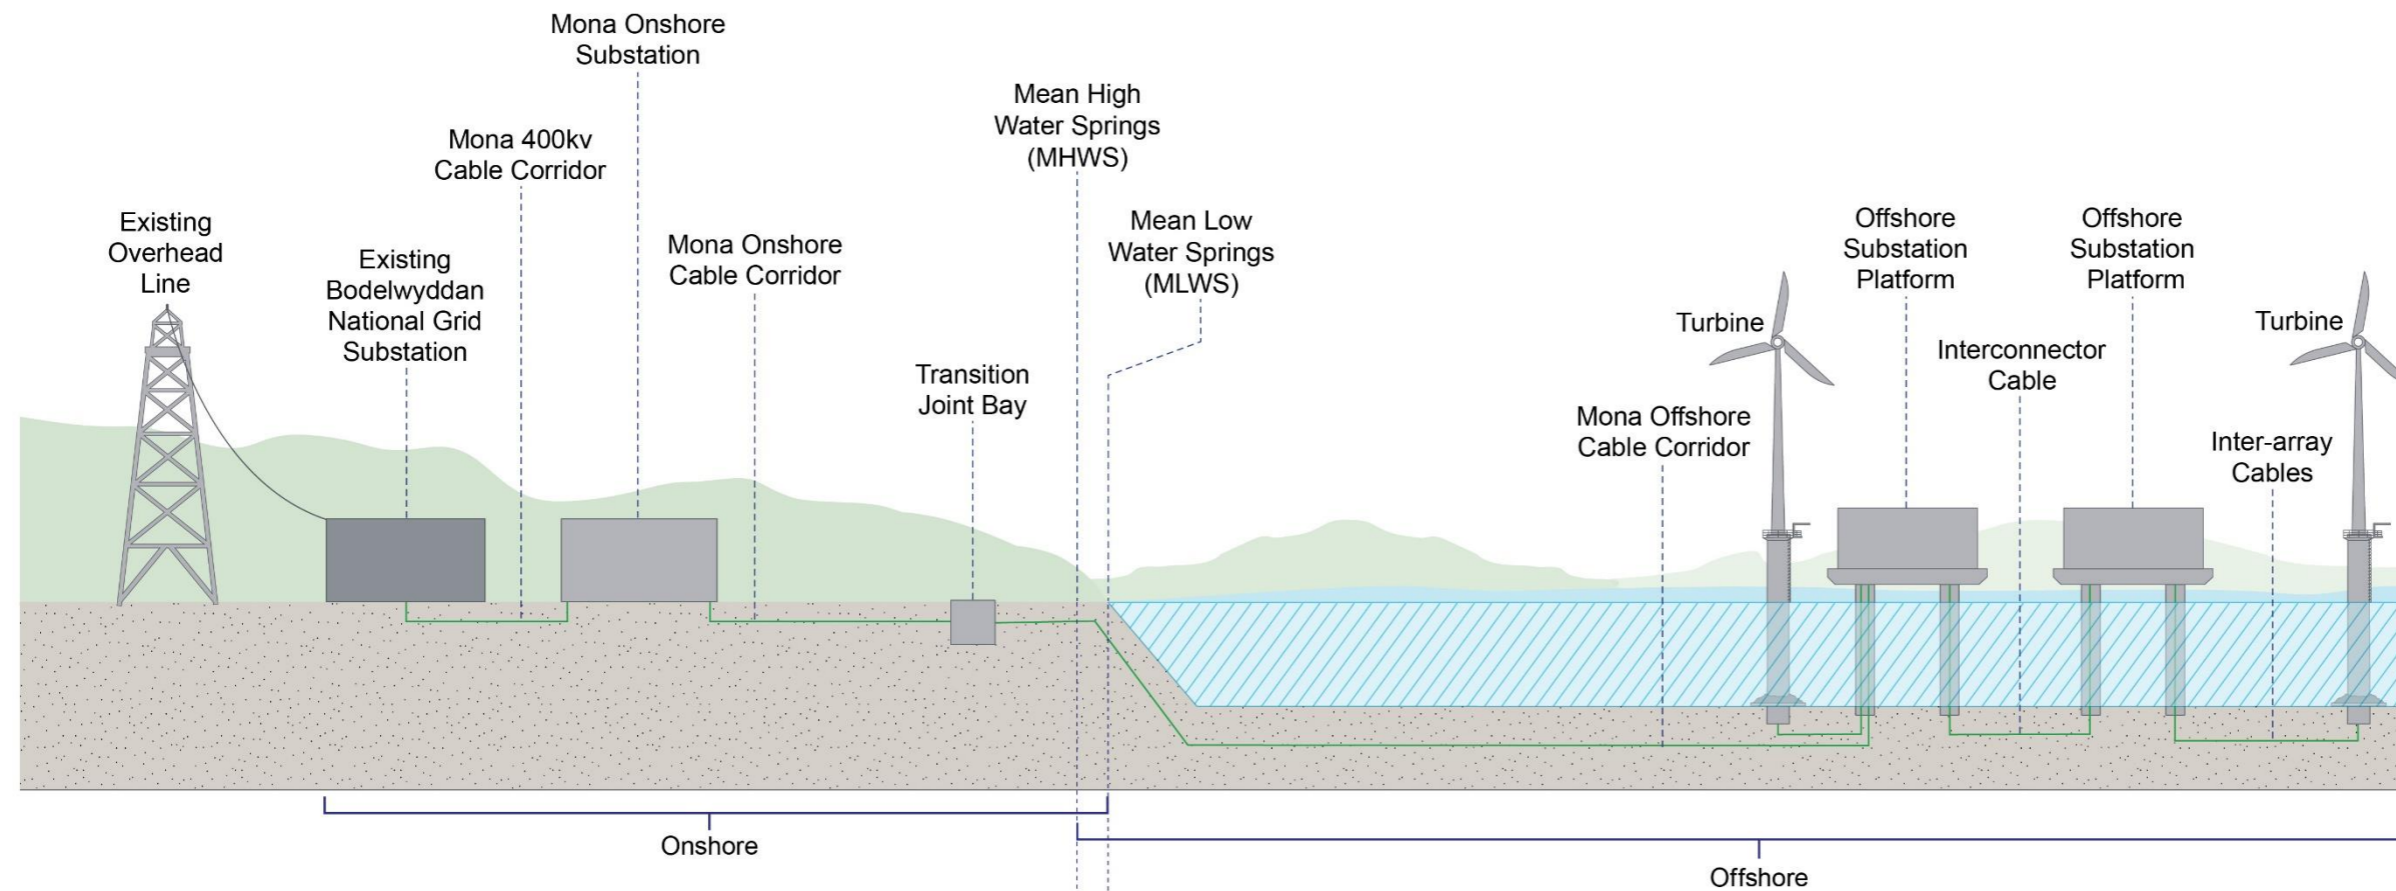 Mona Onshore
Substation
Mean High
Water Springs
(MHWS)
Mona 400kv
Cable Corridor
Existing
Overhead
Line
Existing
Bodelwyddan
National Grid
Substation
Mona Onshore
Cable Corridor
Mean Low
Water Springs
(MLWS)
Transition
Joint Bay
Offshore
Substation
Platform
Offshore
Substation
Platform
Turbine
Interconnector
Cable
Turbine
Mona Offshore
Cable Corridor
Inter-array
Cables
Onshore
Offshore